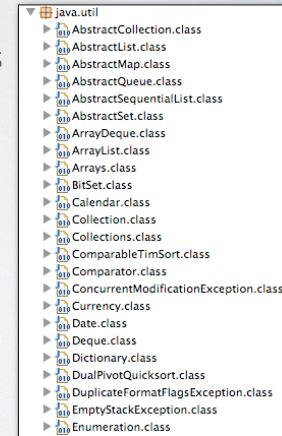 java.util
AbstractCollection.class
AbstractList.class
AbstractMap.class
AbstractQueue.class
AbstractSequentialList.class
AbstractSet.class
ArrayDeque.class
ArrayList.class
Arrays.class
BitSet.class
Calendar.class
Collection.class
Collections.class
ComparableTimSort.class
Comparator.class
ConcurrentModificationException.class
Currency.class
Date.class
Deque.class
Dictionary.class
DualPivotQuicksort.class
DuplicateFormatFlagsException.class
EmptyStackException.class
Enumeration.class